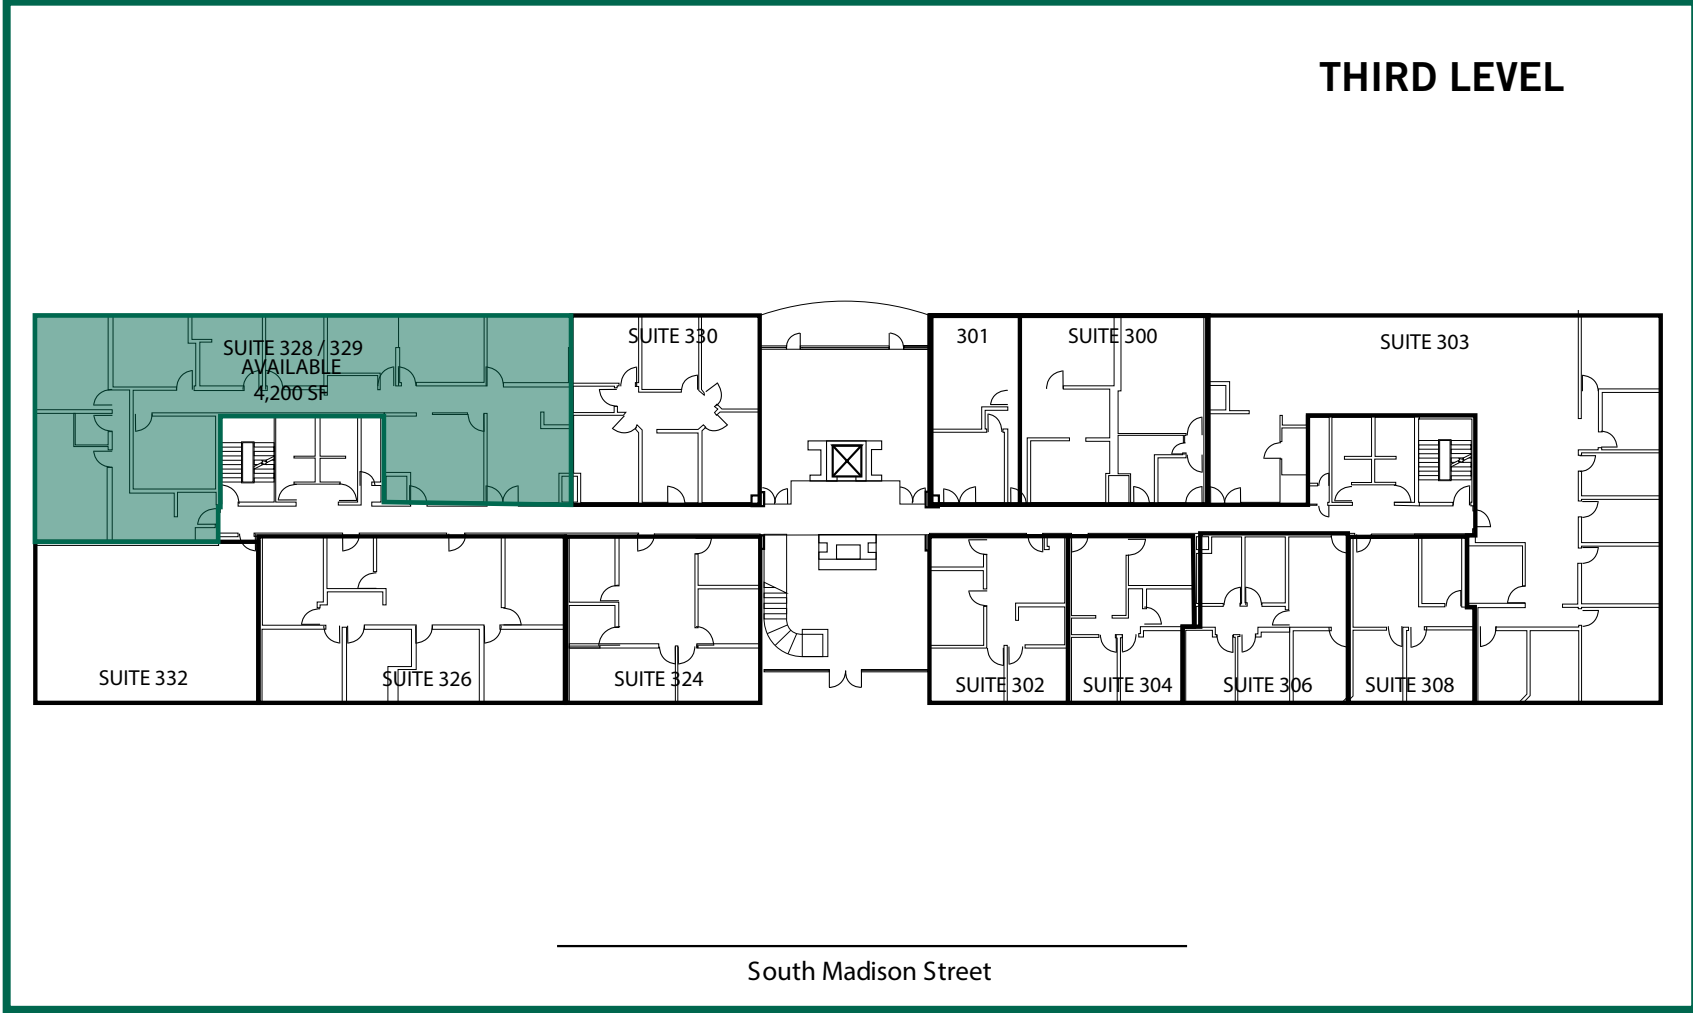 THIRD LEVEL
SUITE 328 / 329
AVAILABLE
4,200 SF
SUITE 330
301
SUITE 300
SUITE 303
SUITE 332
SUITE 326
SUITE 324
SUITE 302
SUITE 304
SUITE 306
SUITE 308
South Madison Street